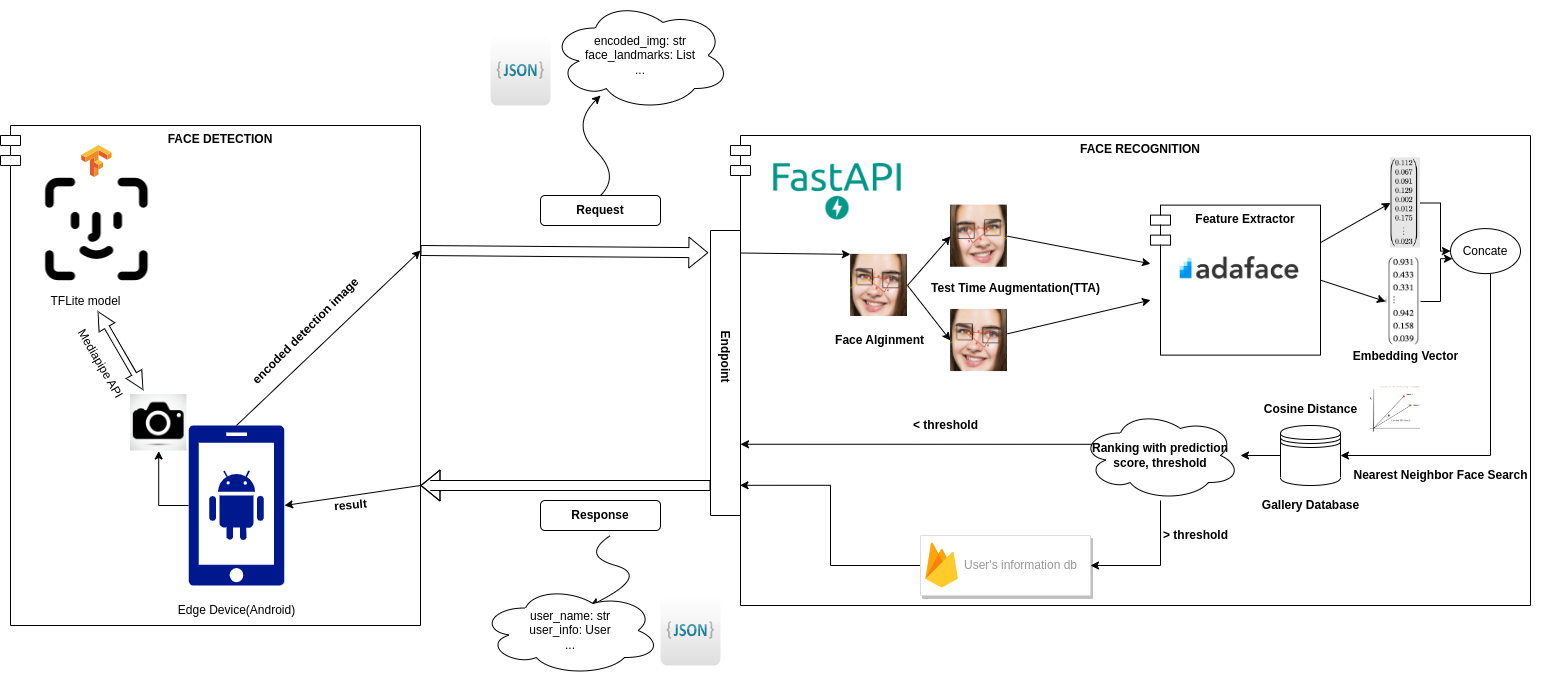 encoded_img: str
face_landmarks: List
...
{JSON}
FACE DETECTION
FACE RECOGNITION
FastAPI
Request
Feature Extractor
adaface
0.112
0.067
0.091
0.129
0.002
0.012
0.175
⋮
0.023
Concate
0.931
0.433
0.331
⋮
0.942
0.158
0.039
Embedding Vector
Test Time Augmentation(TTA)
Face Alginment
TFLite model
Mediapipe API
encoded detection image
Endpoint
Cosine Distance
< threshold
Ranking with prediction
score, threshold
Nearest Neighbor Face Search
Gallery Database
result
Response
> threshold
User's information db
Edge Device(Android)
user_name: str
user_info: User
...
{JSON}